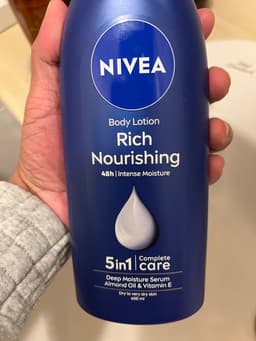 NIVEA
Body Lotion
Rich
Nourishing
48h | Intense Moisture
5in1 | Complete care
Deep Moisture Serum
Almond Oil & Vitamin E
Dry to very dry skin